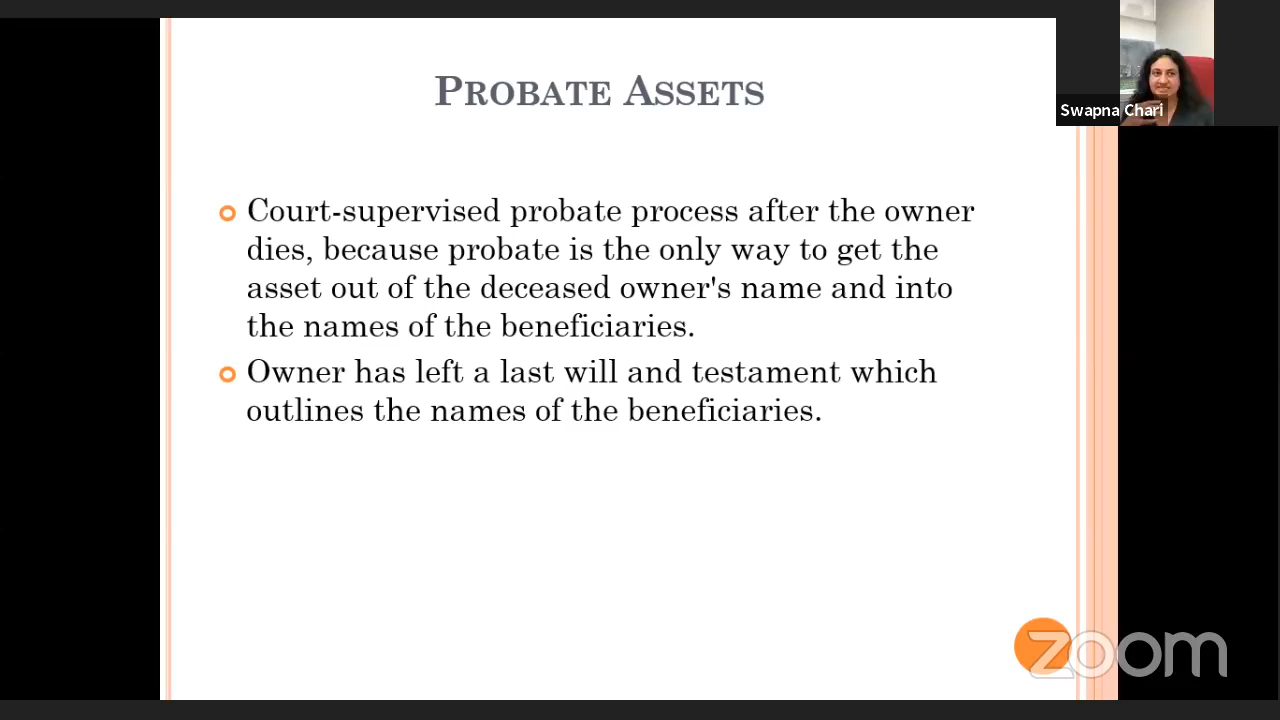 PROBATE ASSETS
Swapna Chari
Court-supervised probate process after the owner
dies, because probate is the only way to get the
asset out of the deceased owner's name and into
the names of the beneficiaries.
Owner has left a last will and testament which
outlines the names of the beneficiaries.
zoom